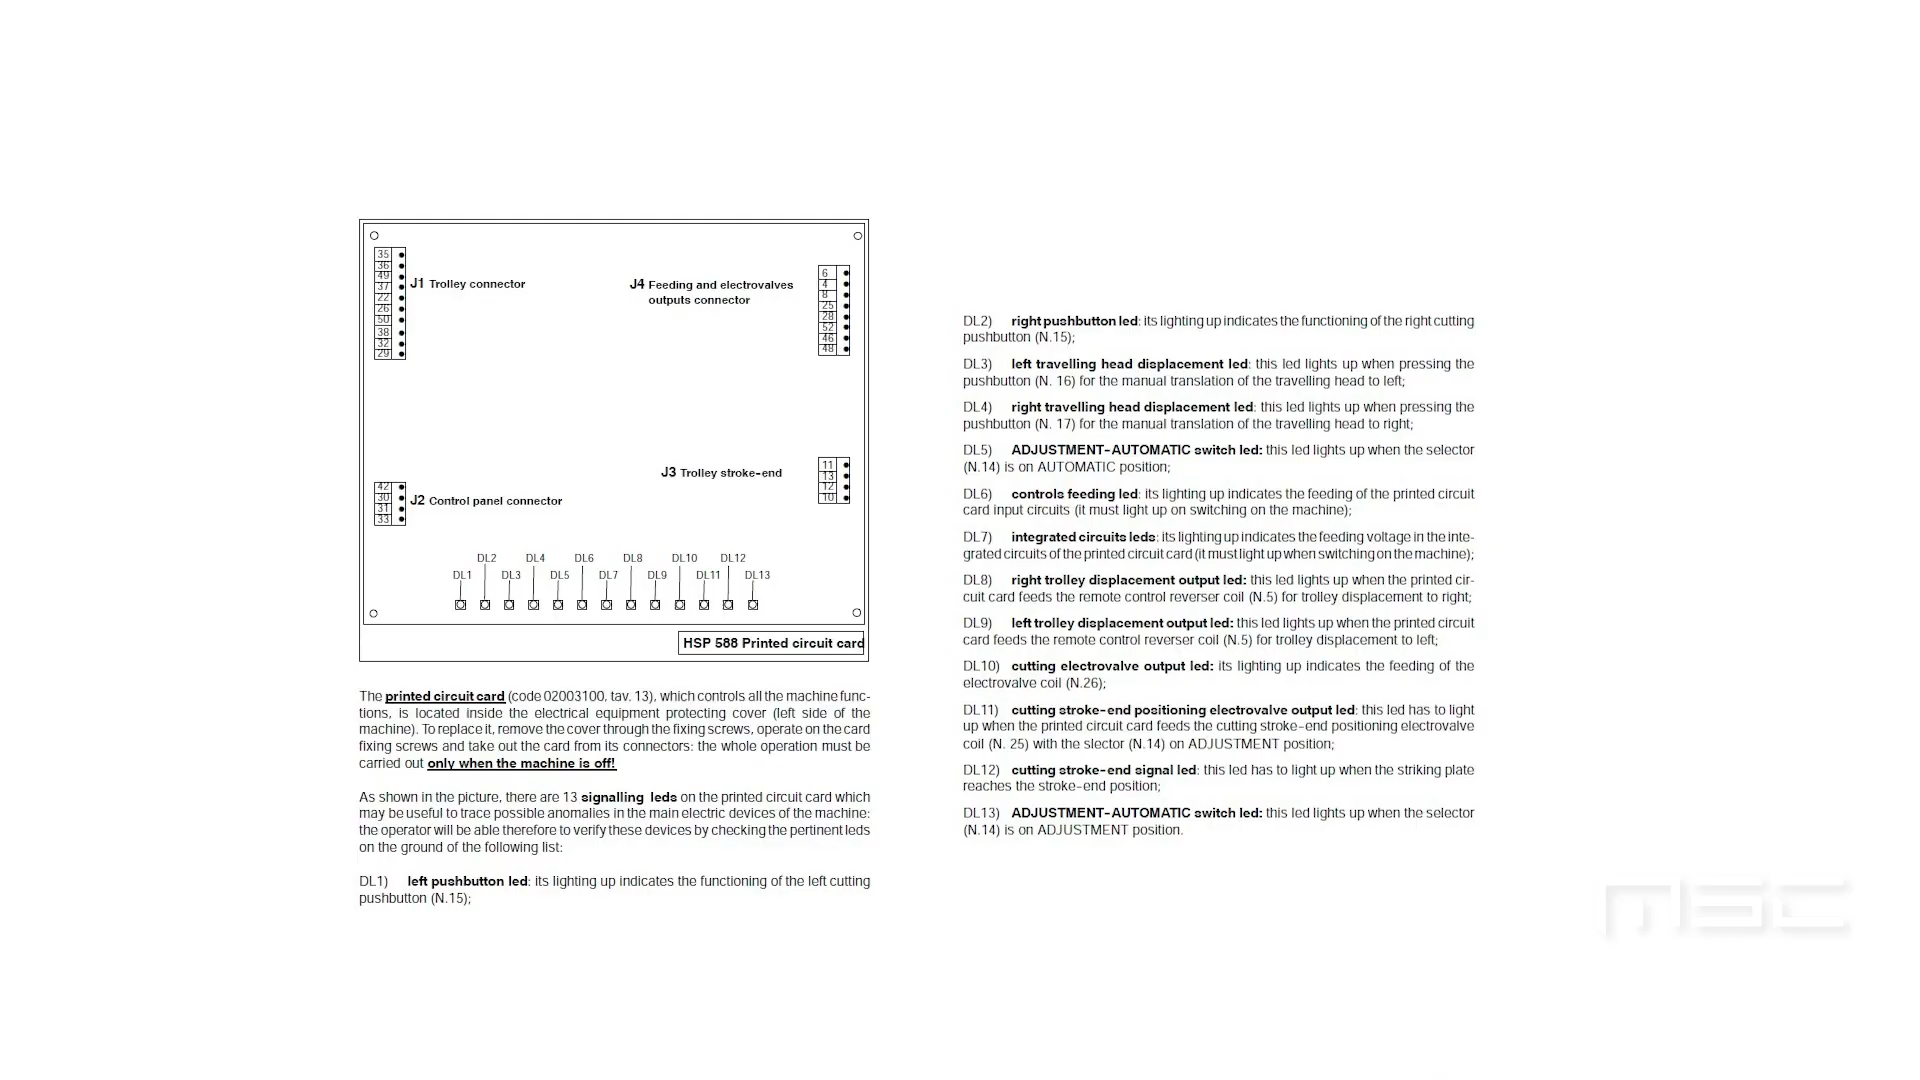 35
36
49
37
22
26
50
38
32
29
J1 Trolley connector
J4 Feeding and electrovalves
outputs connector
6
4
8
25
28
52
46
48
J3 Trolley stroke-end
11
13
12
10
42
30
31
33
J2 Control panel connector
DL2 DL4 DL6 DL8 DL10 DL12
DL1 DL3 DL5 DL7 DL9 DL11 DL13
HSP 588 Printed circuit card
The printed circuit card (code 02003100, tav. 13), which controls all the machine func-
tions, is located inside the electrical equipment protecting cover (left side of the
machine). To replace it, remove the cover through the fixing screws, operate on the card
fixing screws and take out the card from its connectors: the whole operation must be
carried out only when the machine is off!
As shown in the picture, there are 13 signalling leds on the printed circuit card which
may be useful to trace possible anomalies in the main electric devices of the machine:
the operator will be able therefore to verify these devices by checking the pertinent leds
on the ground of the following list:
DL1) left pushbutton led: its lighting up indicates the functioning of the left cutting
pushbutton (N.15);
DL2) right pushbutton led: its lighting up indicates the functioning of the right cutting
pushbutton (N.15);
DL3) left travelling head displacement led: this led lights up when pressing the
pushbutton (N. 16) for the manual translation of the travelling head to left;
DL4) right travelling head displacement led: this led lights up when pressing the
pushbutton (N. 17) for the manual translation of the travelling head to right;
DL5) ADJUSTMENT-AUTOMATIC switch led: this led lights up when the selector
(N.14) is on AUTOMATIC position;
DL6) controls feeding led: its lighting up indicates the feeding of the printed circuit
card input circuits (it must light up on switching on the machine);
DL7) integrated circuits leds: its lighting up indicates the feeding voltage in the inte-
grated circuits of the printed circuit card (it must light up when switching on the machine);
DL8) right trolley displacement output led: this led lights up when the printed cir-
cuit card feeds the remote control reverser coil (N.5) for trolley displacement to right;
DL9) left trolley displacement output led: this led lights up when the printed circuit
card feeds the remote control reverser coil (N.5) for trolley displacement to left;
DL10) cutting electrovalve output led: its lighting up indicates the feeding of the
electrovalve coil (N.26);
DL11) cutting stroke-end positioning electrovalve output led: this led has to light
up when the printed circuit card feeds the cutting stroke-end positioning electrovalve
coil (N. 25) with the slector (N.14) on ADJUSTMENT position;
DL12) cutting stroke-end signal led: this led has to light up when the striking plate
reaches the stroke-end position;
DL13) ADJUSTMENT-AUTOMATIC switch led: this led lights up when the selector
(N.14) is on ADJUSTMENT position.
MSC